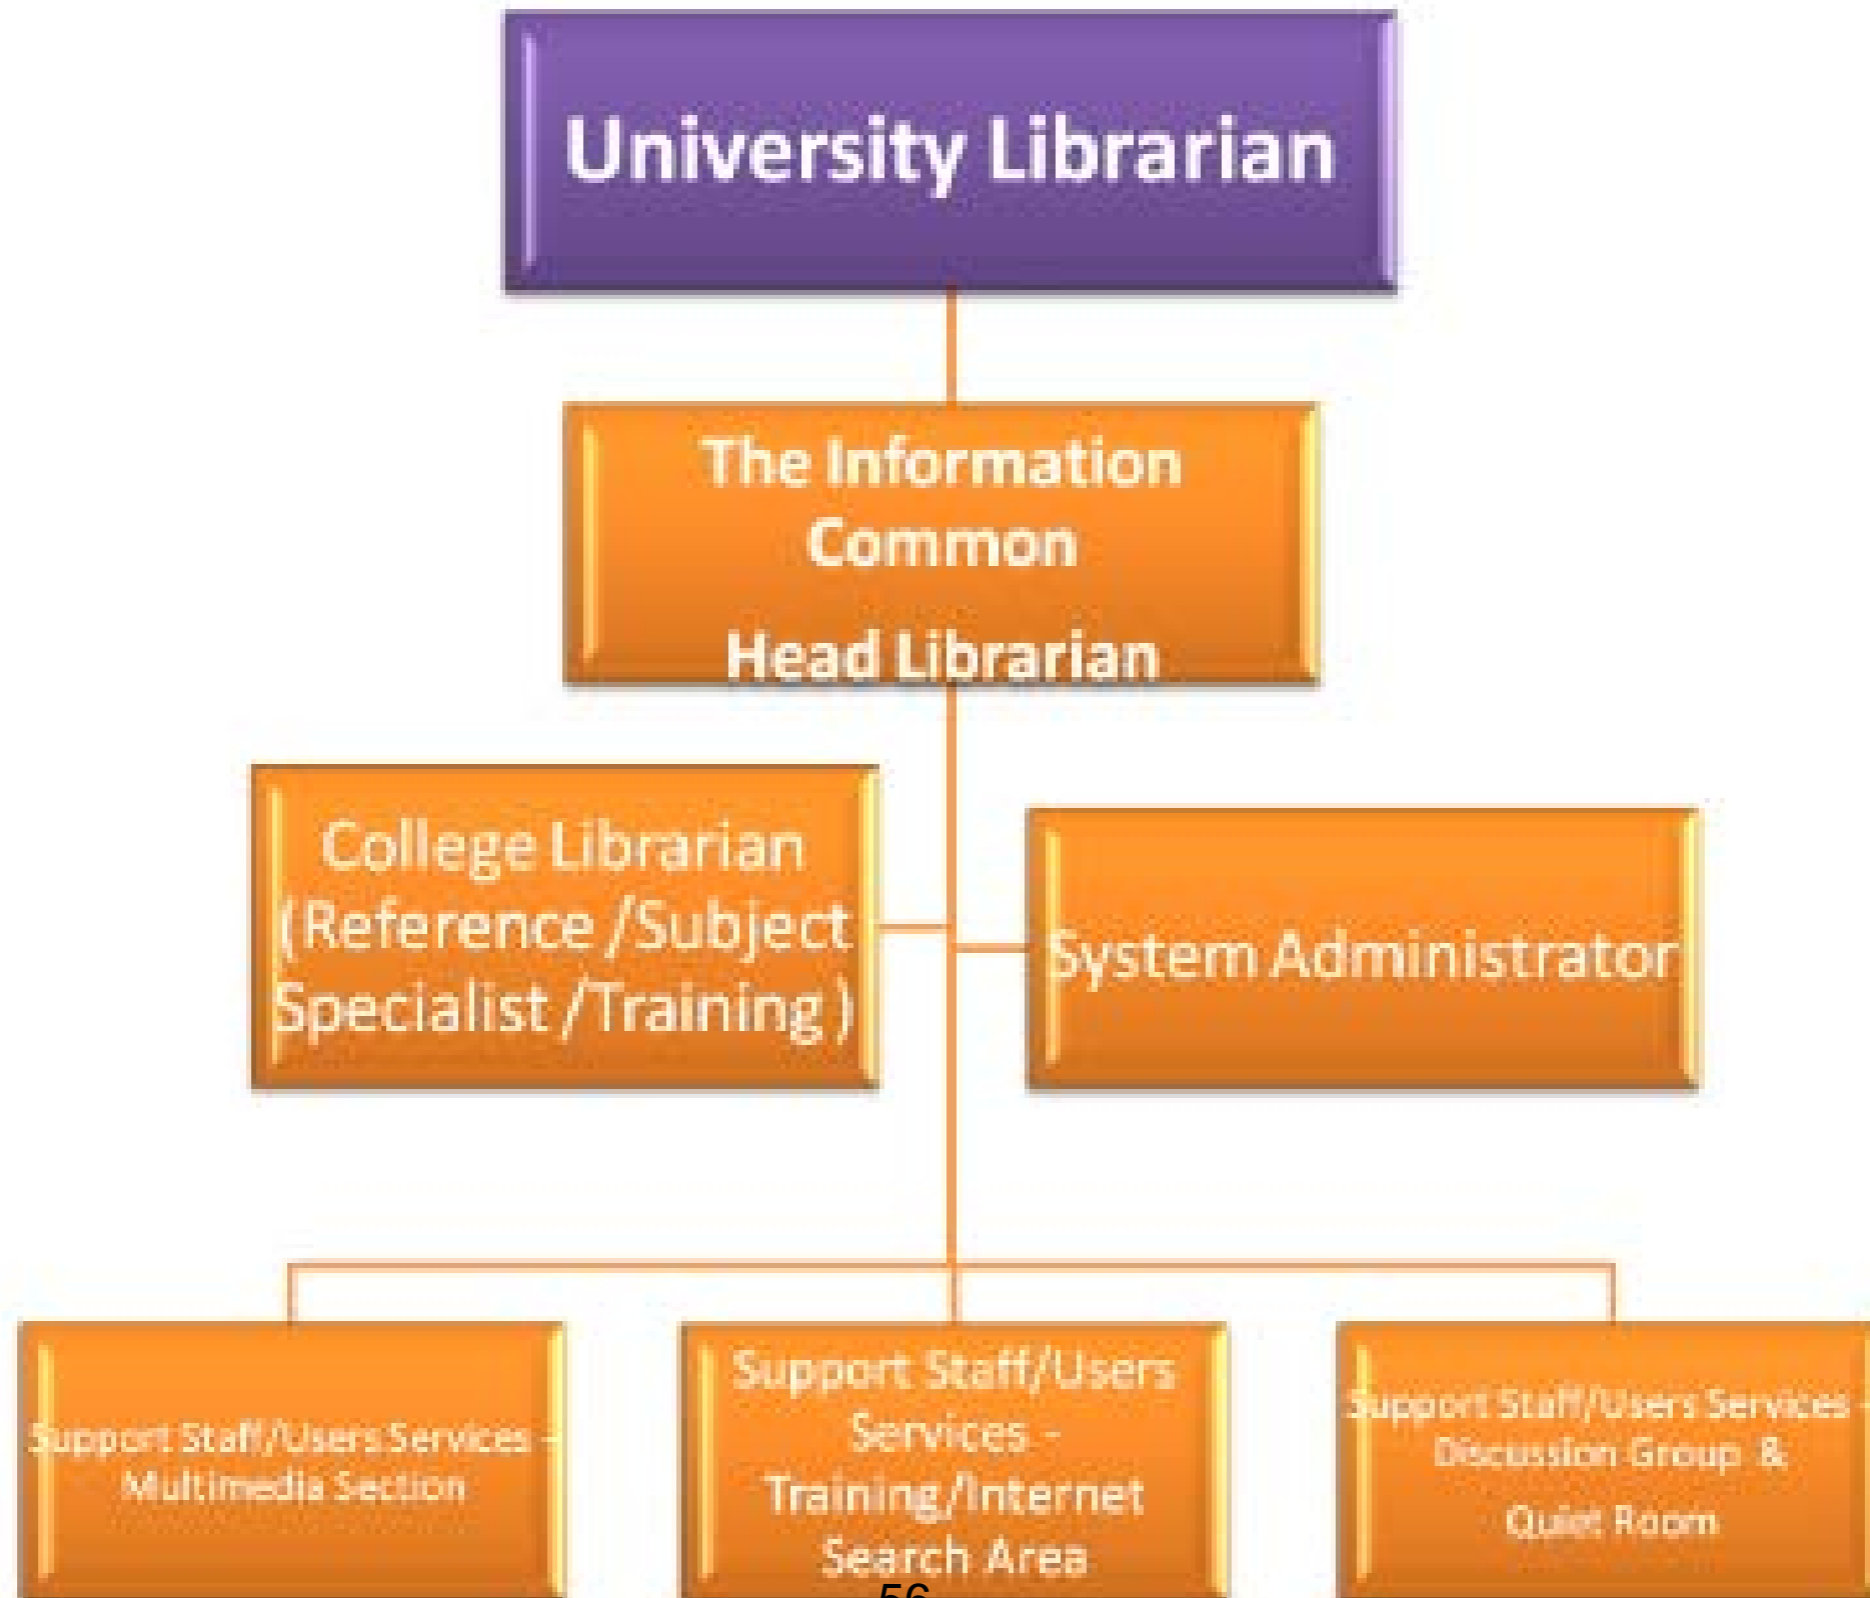 University Librarian
The Information
Common
Head Librarian
College Librarian
(Reference /Subject
Specialist /Training )
System Administrator
Support Staff/Users Services -
Multimedia Section
Support Staff/Users
Services -
Training/Internet
Search Area
Support Staff/Users Services -
Discussion Group &
Quiet Room
56